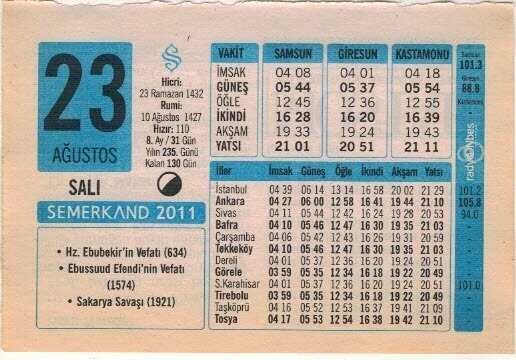 23
AĞUSTOS
SALI
SEMERKAND 2011
• Hz. Ebubekir'in Vefatı (634)
• Ebussuud Efendi'nin Vefatı
(1574)
• Sakarya Savaşı (1921)
Hicri:
23 Ramazan 1432
Rumi:
10 Ağustos 1427
Hızır: 110
8. Ay / 31 Gün
Yılın 235. Günü
Kalan 130 Gün
VAKİT SAMSUN GİRESUN KASTAMONU
İMSAK 04 08 04 01 04 18
GÜNEŞ 05 44 05 37 05 54
ÖĞLE 12 45 12 36 12 55
İKİNDİ 16 28 16 20 16 39
AKŞAM 19 33 19 24 19 43
YATSI 21 01 20 51 21 11
İller İmsak Güneş Öğle İkindi Akşam Yatsı
İstanbul 04 39 06 14 13 14 16 58 20 02 21 29
Ankara 04 27 06 00 12 58 16 41 19 44 21 10
Sivas 04 11 05 44 12 42 16 24 19 28 20 53
Bafra 04 10 05 46 12 47 16 30 19 35 21 03
Çarşamba 04 06 05 42 12 43 16 26 19 31 20 59
Tekkeköy 04 10 05 46 12 47 16 30 19 35 21 03
Dereli 04 01 05 37 12 36 16 20 19 24 20 51
Görele 03 59 05 35 12 34 16 18 19 22 20 49
Ş.Karahisar 04 01 05 37 12 36 16 20 19 24 20 51
Tirebolu 03 59 05 35 12 34 16 18 19 22 20 49
Taşköprü 04 16 05 52 12 53 16 37 19 41 21 09
Tosya 04 17 05 53 12 54 16 38 19 42 21 10
Samsun
101.3
Giresun
88.8
Kastamonu
101.2
105.8
94.0
101.0